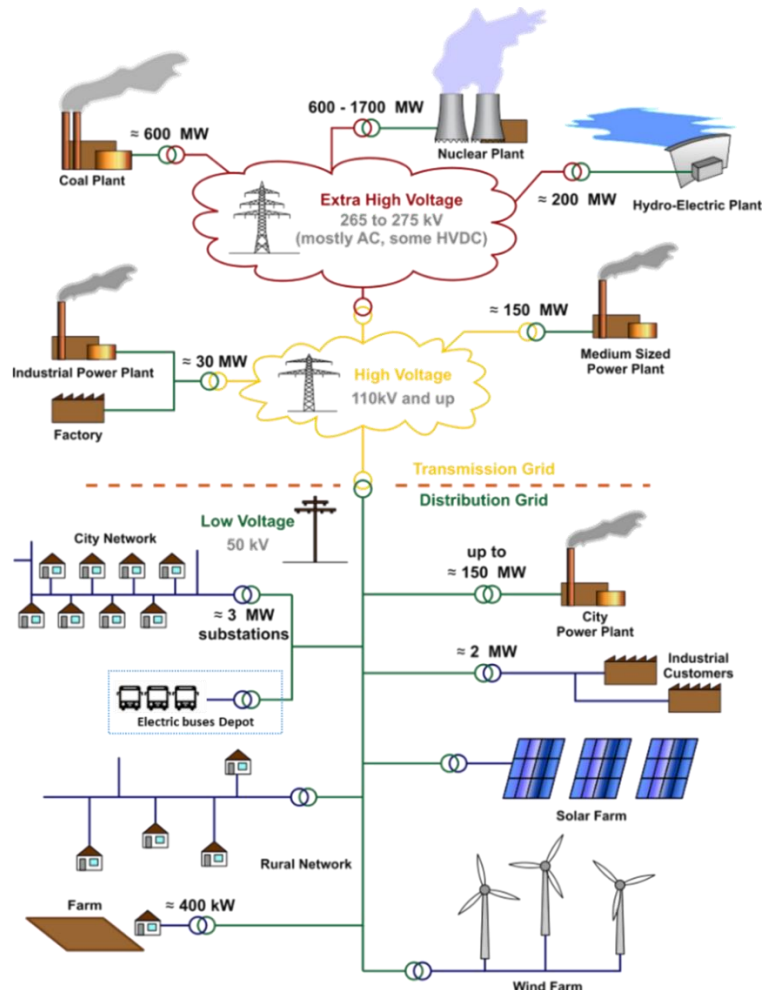 600 - 1700 MW
≈ 600 MW
Nuclear Plant
Coal Plant
Extra High Voltage
265 to 275 kV
(mostly AC, some HVDC)
≈ 200 MW
Hydro-Electric Plant
≈ 150 MW
Medium Sized
Power Plant
Industrial Power Plant
≈ 30 MW
High Voltage
110kV and up
Factory
Transmission Grid
Distribution Grid
Low Voltage
50 kV
City Network
≈ 3 MW
substations
up to
≈ 150 MW
City
Power Plant
≈ 2 MW
Industrial
Customers
Electric buses Depot
Solar Farm
Rural Network
Farm
≈ 400 kW
Wind Farm